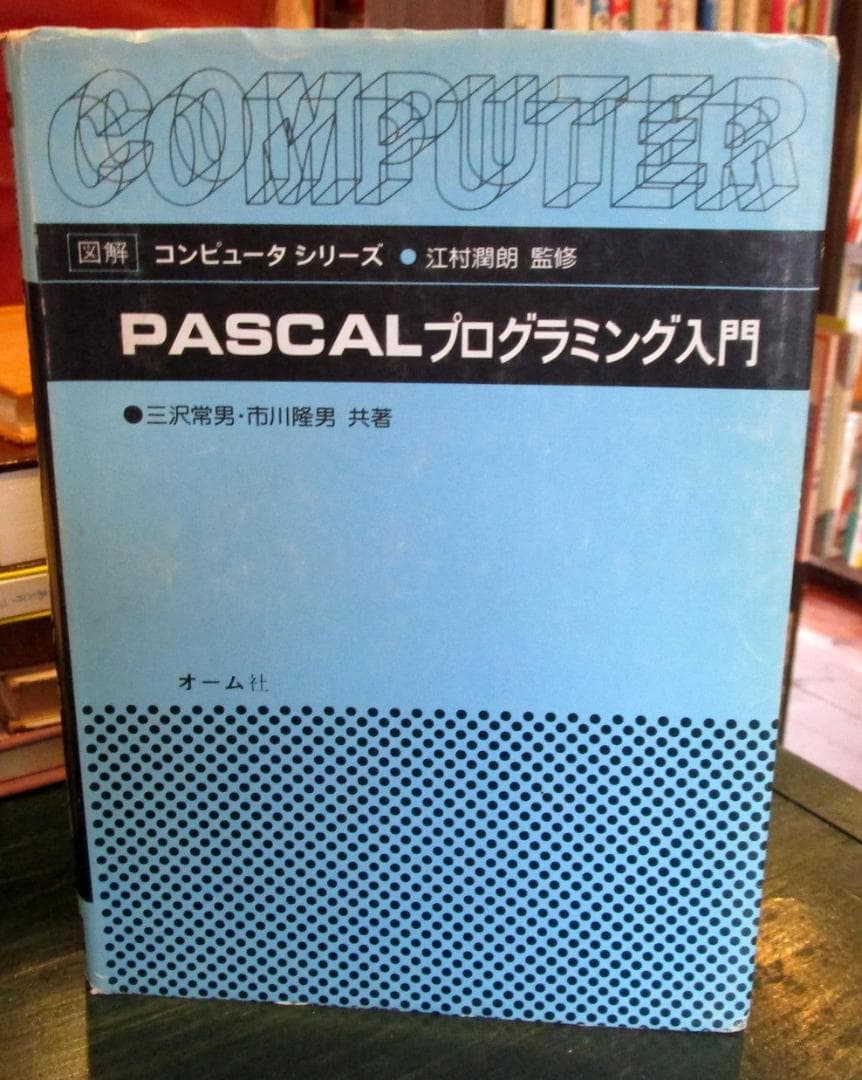 COMPUTER
図解 コンピュータ シリーズ ● 江村潤朗 監修
PASCALプログラミング入門
●三沢常男・市川隆男 共著
オーム社